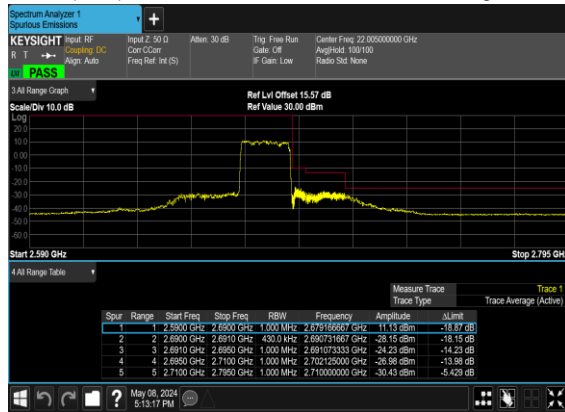 Spectrum Analyzer 1
Spurious Emissions
KEYSIGHT Input: RF Input Z: 50 Ω Atten: 30 dB Trig: Free Run Center Freq: 22.005000000 GHz
R T Coupling: DC Corr CCorr Gate: Off Avg|Hold: 100/100
Align: Auto Freq Ref: Int (S) IF Gain: Low Radio Std: None
LW PASS
3 All Range Graph
Ref Lvl Offset 15.57 dB
Scale/Div 10.0 dB Ref Value 30.00 dBm
Log
20.0
10.0
0.00
-10.0
-20.0
-30.0
-40.0
-50.0
-60.0
Start 2.590 GHz Stop 2.795 GHz
4 All Range Table
Measure Trace Trace 1
Trace Type Trace Average (Active)
Spur Range Start Freq Stop Freq RBW Frequency Amplitude ΔLimit
1 1 2.5900 GHz 2.6900 GHz 1.000 MHz 2.679166667 GHz 11.13 dBm -18.87 dB
2 2 2.6900 GHz 2.6910 GHz 430.0 kHz 2.690731667 GHz -28.15 dBm -18.15 dB
3 3 2.6910 GHz 2.6950 GHz 1.000 MHz 2.691073333 GHz -24.23 dBm -14.23 dB
4 4 2.6950 GHz 2.7100 GHz 1.000 MHz 2.702125000 GHz -26.98 dBm -13.98 dB
5 5 2.7100 GHz 2.7950 GHz 1.000 MHz 2.710000000 GHz -30.43 dBm -5.429 dB
? May 08, 2024
5:13:17 PM